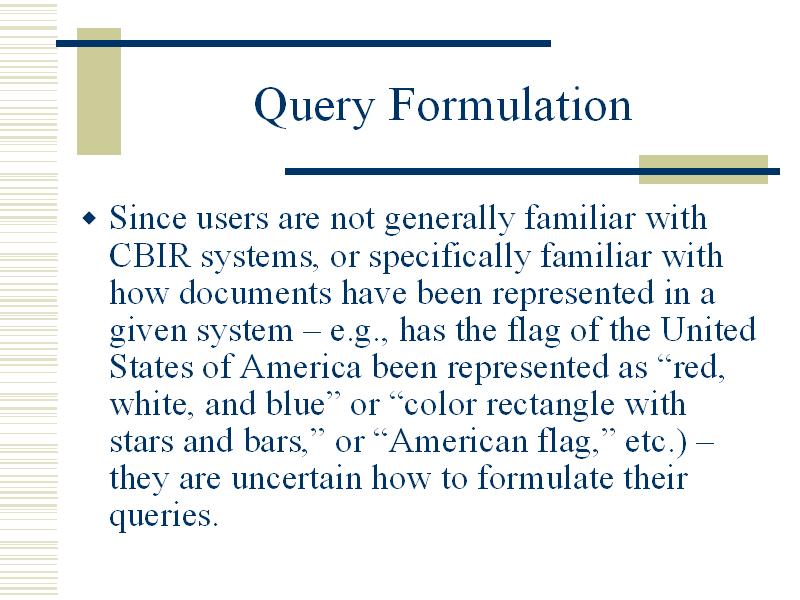 Query Formulation
Since users are not generally familiar with
CBIR systems, or specifically familiar with
how documents have been represented in a
given system – e.g., has the flag of the United
States of America been represented as “red,
white, and blue” or “color rectangle with
stars and bars,” or “American flag,” etc.) –
they are uncertain how to formulate their
queries.